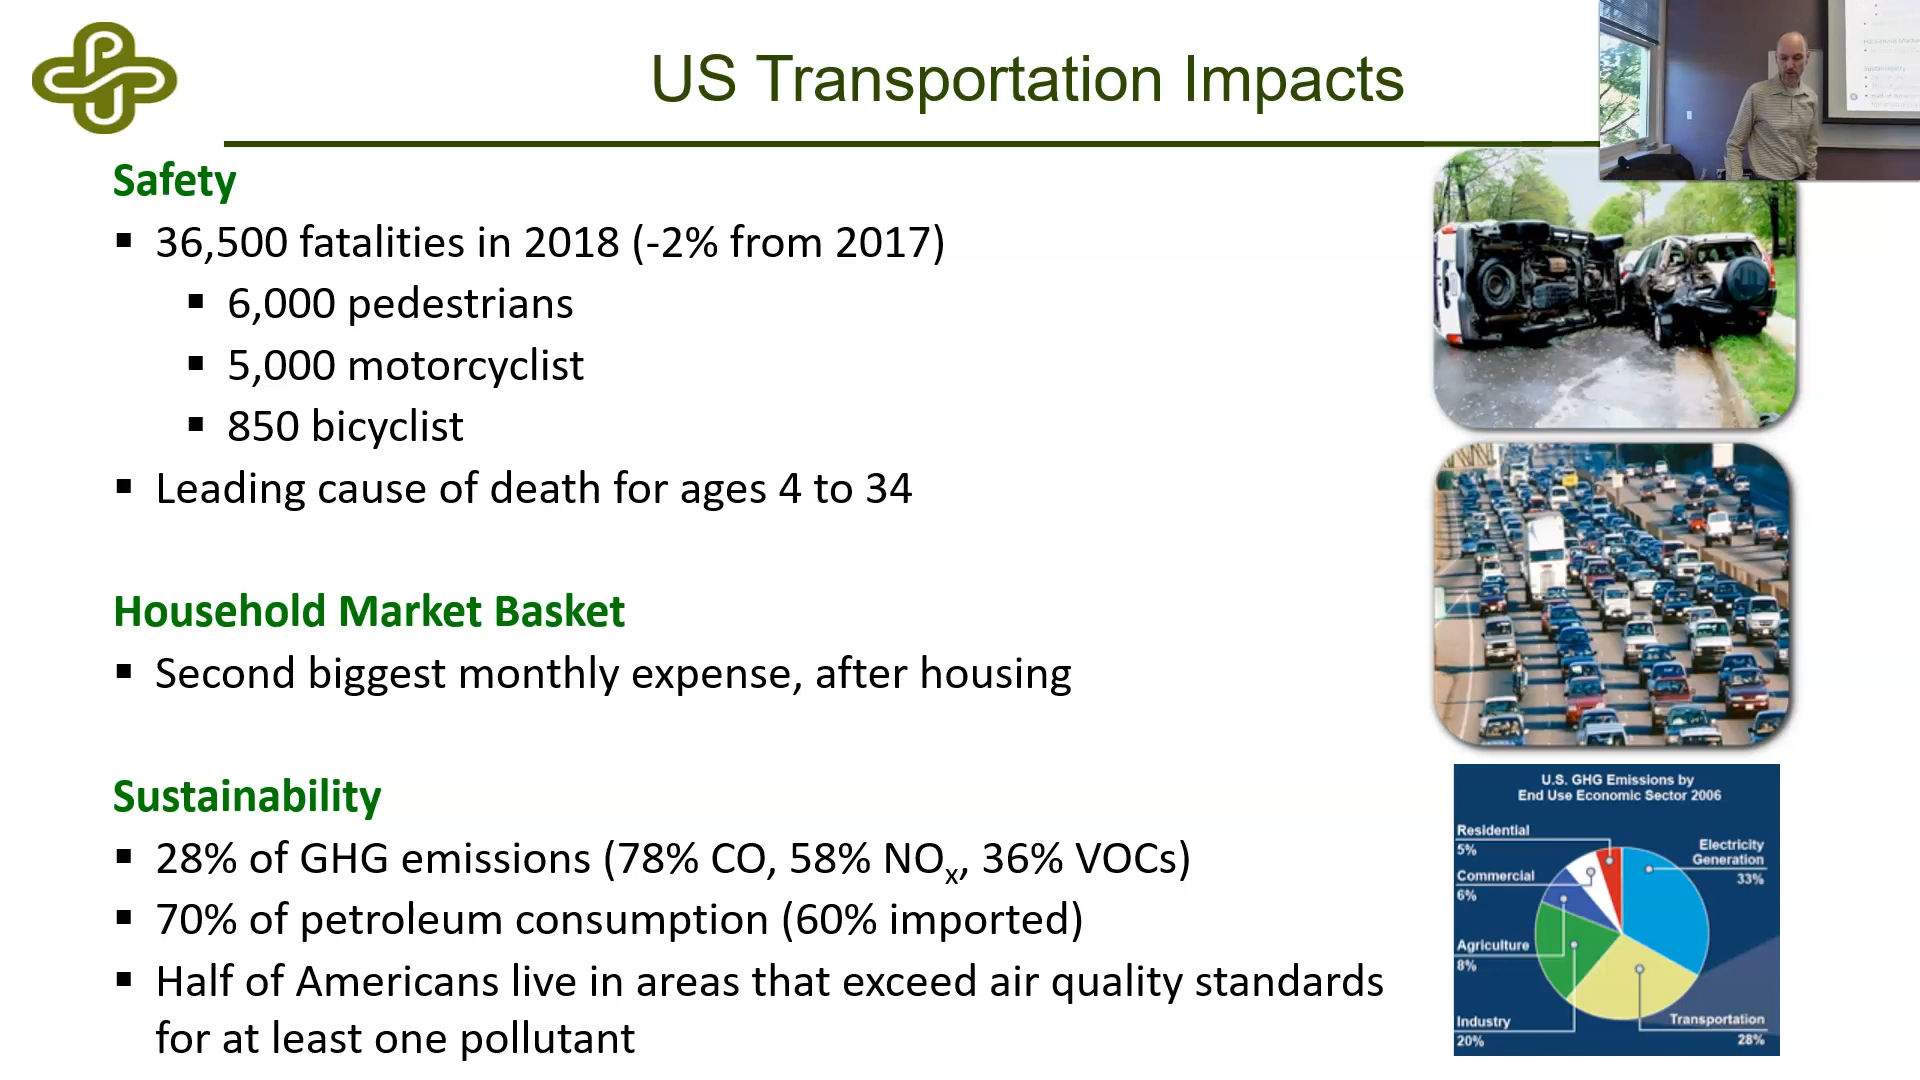 PSU
US Transportation Impacts
Safety
36,500 fatalities in 2018 (-2% from 2017)
6,000 pedestrians
5,000 motorcyclist
850 bicyclist
Leading cause of death for ages 4 to 34
Household Market Basket
Second biggest monthly expense, after housing
Sustainability
28% of GHG emissions (78% CO, 58% NOx, 36% VOCs)
70% of petroleum consumption (60% imported)
Half of Americans live in areas that exceed air quality standards
for at least one pollutant
U.S. GHG Emissions by
End Use Economic Sector 2006
Residential
5%
Commercial
6%
Agriculture
8%
Industry
20%
Electricity
Generation
33%
Transportation
28%